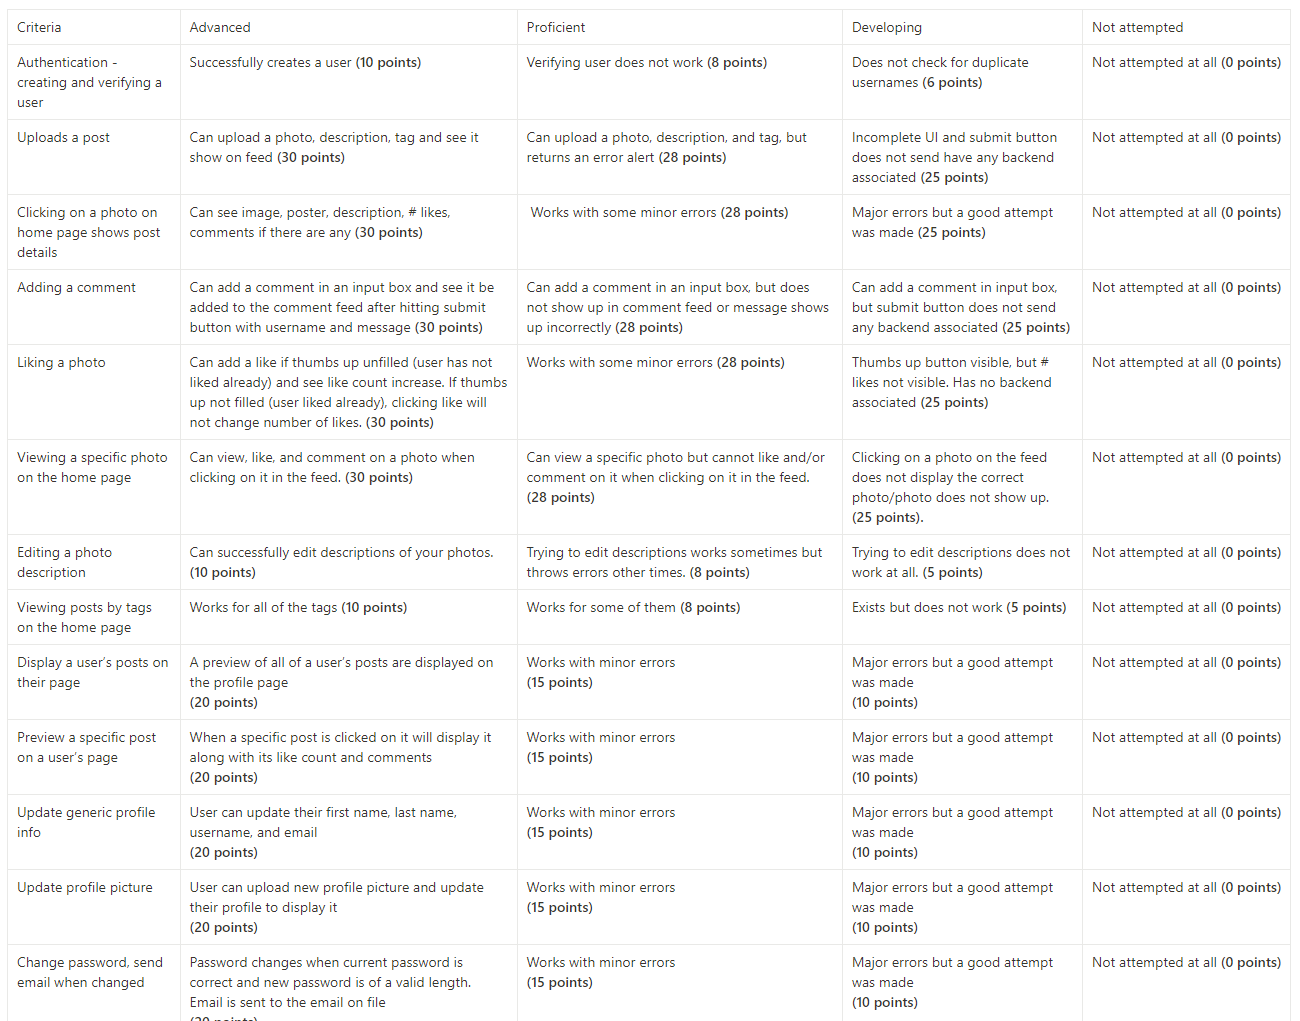 Criteria
Advanced
Proficient
Developing
Not attempted
Authentication -
creating and verifying a
user
Successfully creates a user (10 points)
Verifying user does not work (8 points)
Does not check for duplicate
usernames (6 points)
Not attempted at all (0 points)
Uploads a post
Can upload a photo, description, tag and see it
show on feed (30 points)
Can upload a photo, description, and tag, but
returns an error alert (28 points)
Incomplete UI and submit button
does not send have any backend
associated (25 points)
Not attempted at all (0 points)
Clicking on a photo on
home page shows post
details
Can see image, poster, description, # likes,
comments if there are any (30 points)
Works with some minor errors (28 points)
Major errors but a good attempt
was made (25 points)
Not attempted at all (0 points)
Adding a comment
Can add a comment in an input box and see it be
added to the comment feed after hitting submit
button with username and message (30 points)
Can add a comment in an input box, but does
not show up in comment feed or message shows
up incorrectly (28 points)
Can add a comment in input box,
but submit button does not send
any backend associated (25 points)
Not attempted at all (0 points)
Liking a photo
Can add a like if thumbs up unfilled (user has not
liked already) and see like count increase. If thumbs
up not filled (user liked already), clicking like will
not change number of likes. (30 points)
Works with some minor errors (28 points)
Thumbs up button visible, but #
likes not visible. Has no backend
associated (25 points)
Not attempted at all (0 points)
Viewing a specific photo
on the home page
Can view, like, and comment on a photo when
clicking on it in the feed. (30 points)
Can view a specific photo but cannot like and/or
comment on it when clicking on it in the feed.
(28 points)
Clicking on a photo on the feed
does not display the correct
photo/photo does not show up.
(25 points).
Not attempted at all (0 points)
Editing a photo
description
Can successfully edit descriptions of your photos.
(10 points)
Trying to edit descriptions works sometimes but
throws errors other times. (8 points)
Trying to edit descriptions does not
work at all. (5 points)
Not attempted at all (0 points)
Viewing posts by tags
on the home page
Works for all of the tags (10 points)
Works for some of them (8 points)
Exists but does not work (5 points)
Not attempted at all (0 points)
Display a user's posts on
their page
A preview of all of a user's posts are displayed on
the profile page
(20 points)
Works with minor errors
(15 points)
Major errors but a good attempt
was made
(10 points)
Not attempted at all (0 points)
Preview a specific post
on a user's page
When a specific post is clicked on it will display it
along with its like count and comments
(20 points)
Works with minor errors
(15 points)
Major errors but a good attempt
was made
(10 points)
Not attempted at all (0 points)
Update generic profile
info
User can update their first name, last name,
username, and email
(20 points)
Works with minor errors
(15 points)
Major errors but a good attempt
was made
(10 points)
Not attempted at all (0 points)
Update profile picture
User can upload new profile picture and update
their profile to display it
(20 points)
Works with minor errors
(15 points)
Major errors but a good attempt
was made
(10 points)
Not attempted at all (0 points)
Change password, send
email when changed
Password changes when current password is
correct and new password is of a valid length.
Email is sent to the email on file
Works with minor errors
(15 points)
Major errors but a good attempt
was made
(10 points)
Not attempted at all (0 points)